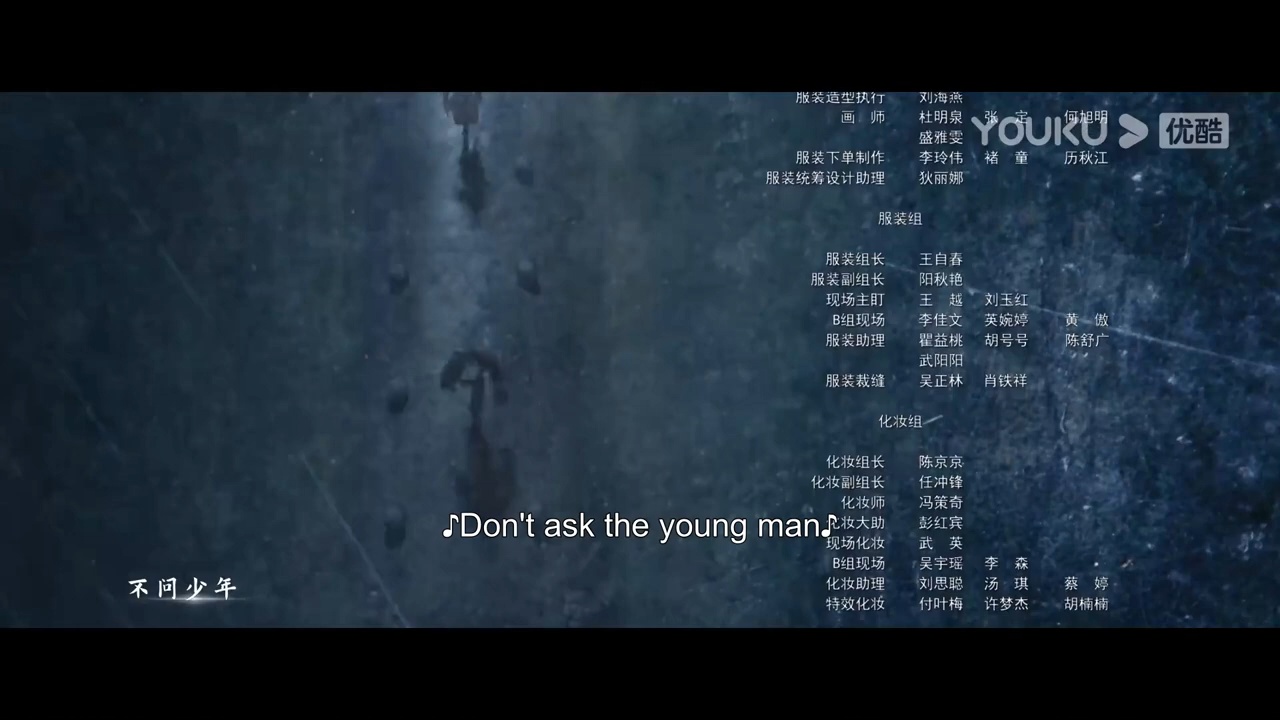 服装造型执行 刘海燕
画 师 杜明泉 张 定 何旭明
盛雅雯
YOUKU 优酷
服装下单制作 李玲伟 褚 童 历秋江
服装统筹设计助理 狄丽娜
服装组
服装组长 王自春
服装副组长 阳秋艳
现场主盯 王 越 刘玉红
B组现场 李佳文 英婉婷 黄 傲
服装助理 瞿益桃 胡号号 陈舒广
武阳阳
服装裁缝 吴正林 肖铁祥
化妆组
化妆组长 陈京京
化妆副组长 任冲锋
化妆师 冯策奇
化妆大助 彭红宾
♪Don't ask the young man♪
现场化妆 武 英
B组现场 吴宇瑶 李 森
化妆助理 刘思聪 汤 琪 蔡 婷
特效化妆 付叶梅 许梦杰 胡楠楠
不问少年